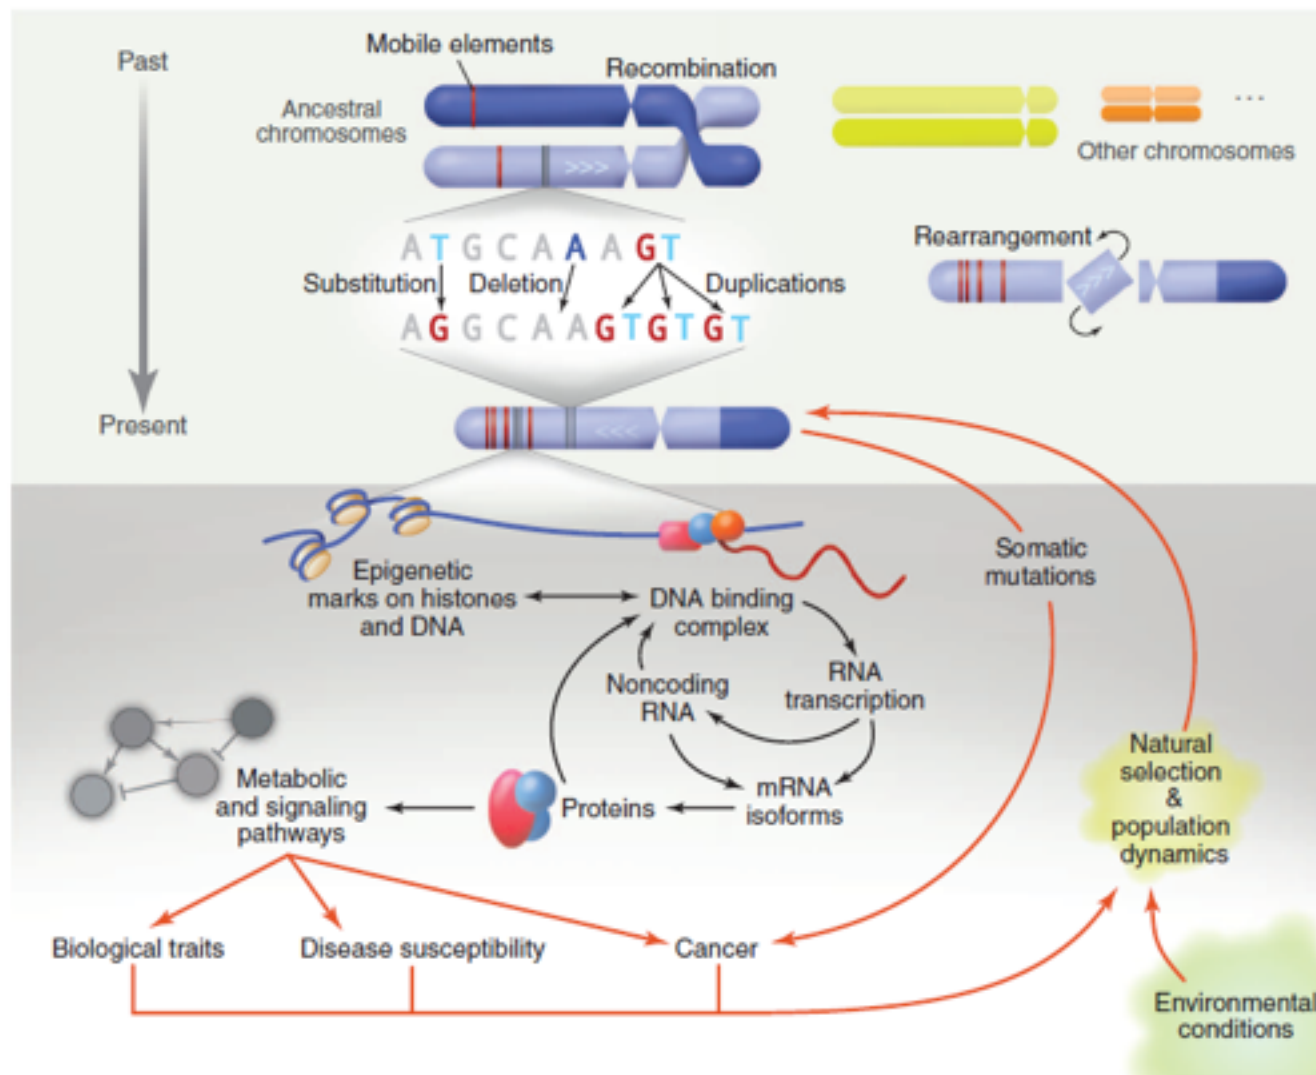 Past
Mobile elements
Recombination
Ancestral
chromosomes
>>>
...
Other chromosomes
A T G C A A A G T
Substitution
Deletion
Duplications
A G G C A A G T G T G T
Rearrangement
>>>
Present
<<<
Epigenetic
marks on histones
and DNA
DNA binding
complex
Somatic
mutations
Noncoding
RNA
RNA
transcription
Metabolic
and signaling
pathways
Proteins
mRNA
isoforms
Natural
selection
&
population
dynamics
Biological traits
Disease susceptibility
Cancer
Environmental
conditions